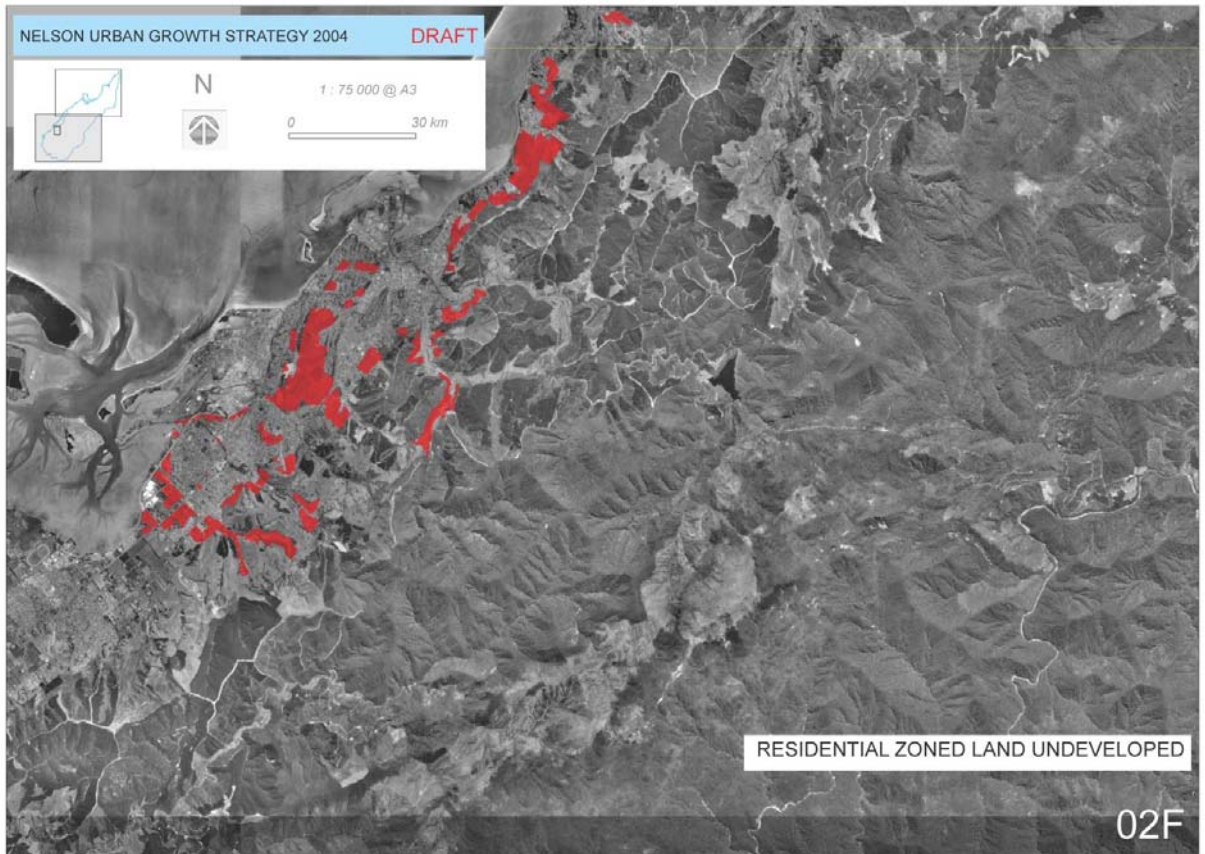 NELSON URBAN GROWTH STRATEGY 2004 DRAFT
N
1 : 75 000 @ A3
0 30 km
RESIDENTIAL ZONED LAND UNDEVELOPED
02F